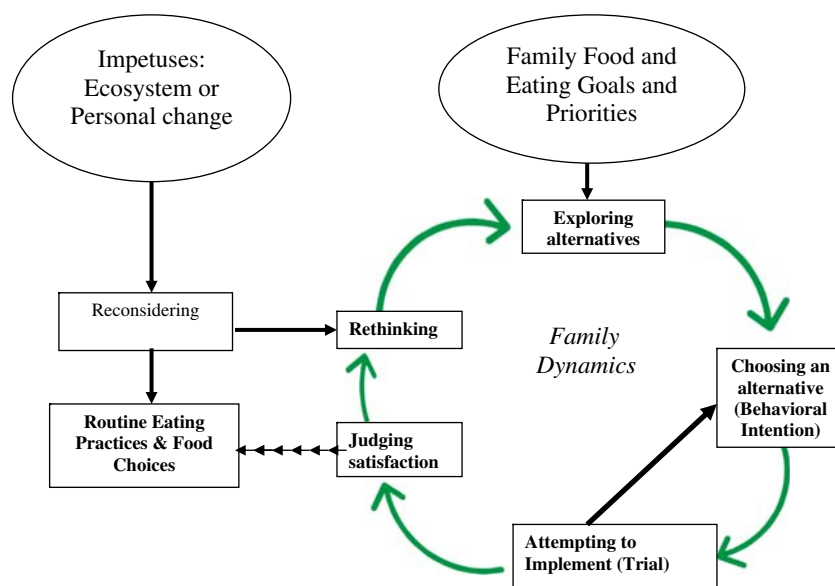 Impetuses:
Ecosystem or
Personal change
Family Food and
Eating Goals and
Priorities
Exploring
alternatives
Reconsidering
Rethinking
Family
Dynamics
Choosing an
alternative
(Behavioral
Intention)
Routine Eating
Practices & Food
Choices
Judging
satisfaction
Attempting to
Implement (Trial)